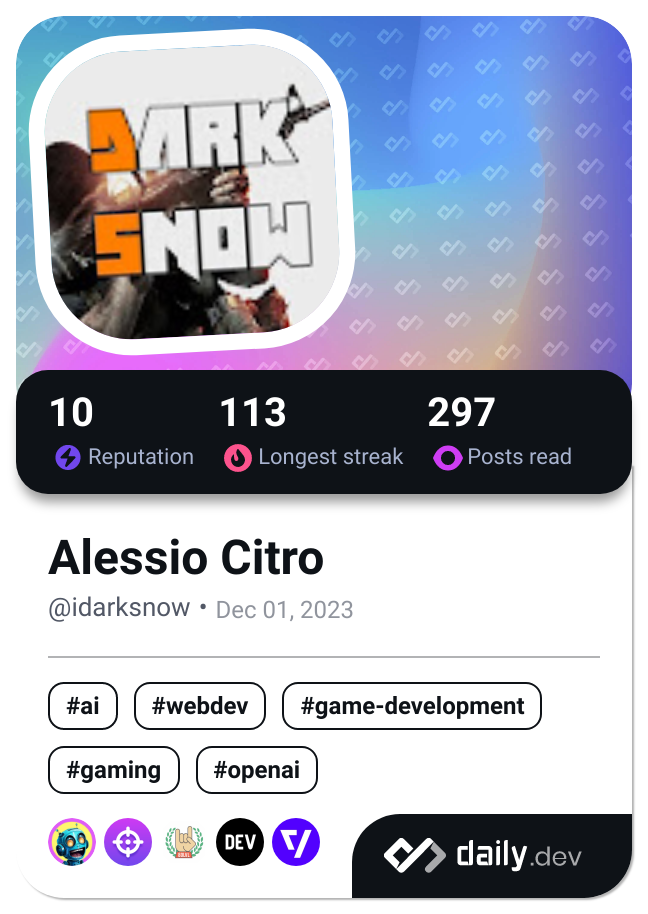 DARK
SNOW
10 113 297
Reputation Longest streak Posts read
Alessio Citro
@idarksnow • Dec 01, 2023
#ai #webdev #game-development
#gaming #openai
DEV
daily.dev